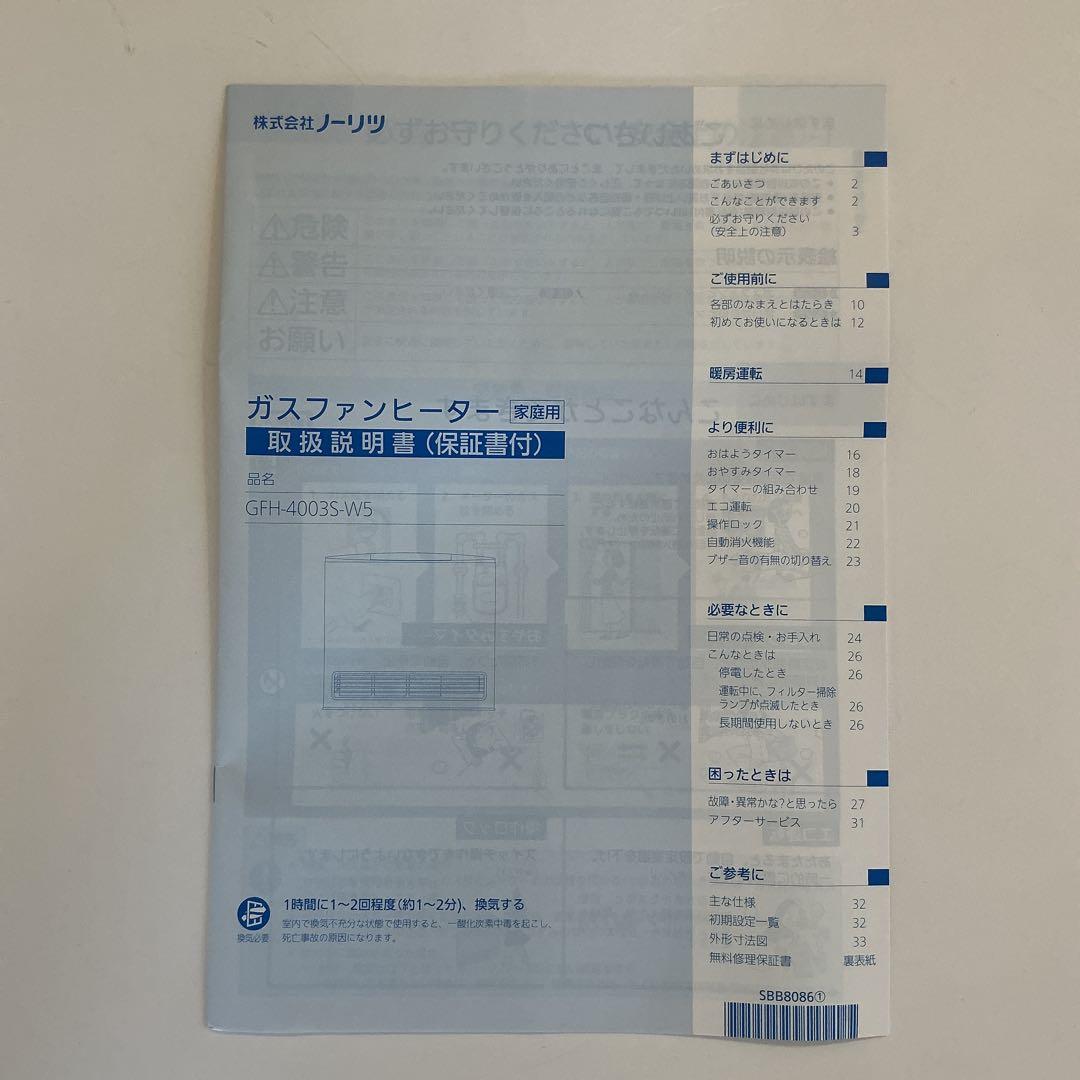 株式会社ノーリツ
危険
警告
注意
お願い
ガスファンヒーター 家庭用
取扱説明書(保証書付)
品名
GFH-4003S-W5
換気必要
1時間に1〜2回程度(約1〜2分)、換気する
室内で換気不充分な状態で使用すると、一酸化炭素中毒を起こし、
死亡事故の原因になります。
まずはじめに
ごあいさつ 2
こんなことができます 2
必ずお守りください
(安全上の注意) 3
ご使用前に
各部のなまえとはたらき 10
初めてお使いになるときは 12
暖房運転 14
より便利に
おはようタイマー 16
おやすみタイマー 18
タイマーの組み合わせ 19
エコ運転 20
操作ロック 21
自動消火機能 22
ブザー音の有無の切り替え 23
必要なときに
日常の点検・お手入れ 24
こんなときは 26
停電したとき 26
運転中に、フィルター掃除
ランプが点滅したとき 26
長期間使用しないとき 26
困ったときは
故障・異常かな?と思ったら 27
アフターサービス 31
ご参考に
主な仕様 32
初期設定一覧 32
外形寸法図 33
無料修理保証書 裏表紙
SBB8086①